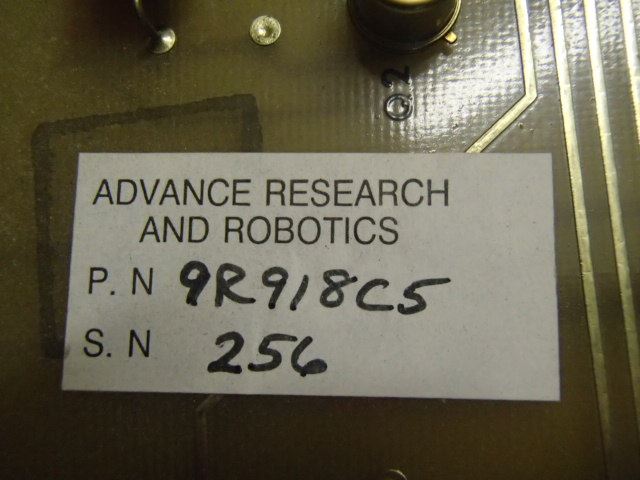 Q2
ADVANCE RESEARCH
AND ROBOTICS
P. N 9R918C5
S. N 256